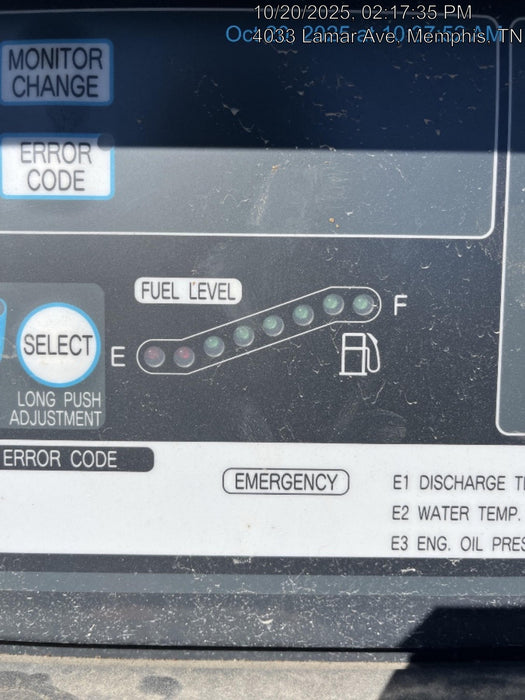 10/20/2025, 02:17:35 PM
4033 Lamar Ave, Memphis, TN
MONITOR
CHANGE
ERROR
CODE
FUEL LEVEL
E
F
SELECT
LONG PUSH
ADJUSTMENT
ERROR CODE
EMERGENCY
E1 DISCHARGE
E2 WATER TEMP.
E3 ENG. OIL PRES